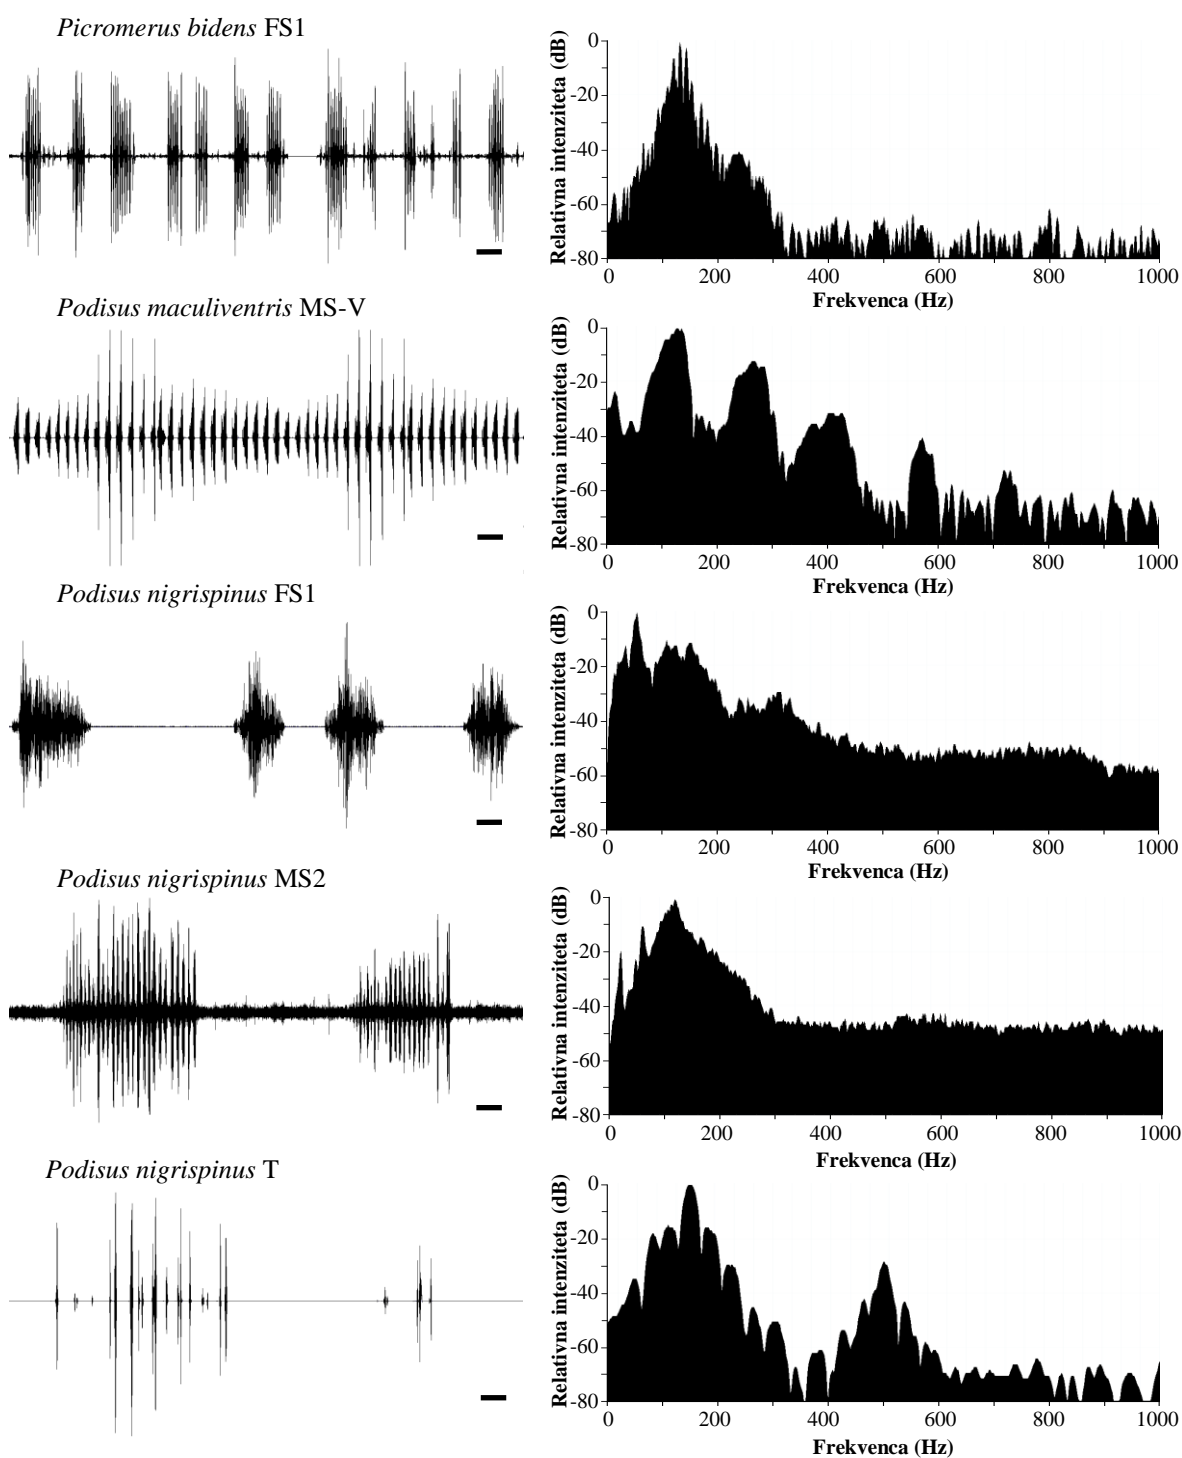 Picromerus bidens FS1
Relativna intenziteta (dB)
0
-20
-40
-60
-80
0 200 400 600 800 1000
Frekvenca (Hz)
Podisus maculiventris MS-V
Relativna intenziteta (dB)
0
-20
-40
-60
-80
0 200 400 600 800 1000
Frekvenca (Hz)
Podisus nigrispinus FS1
Relativna intenziteta (dB)
0
-20
-40
-60
-80
0 200 400 600 800 1000
Frekvenca (Hz)
Podisus nigrispinus MS2
Relativna intenziteta (dB)
0
-20
-40
-60
-80
0 200 400 600 800 1000
Frekvenca (Hz)
Podisus nigrispinus T
Relativna intenziteta (dB)
0
-20
-40
-60
-80
0 200 400 600 800 1000
Frekvenca (Hz)